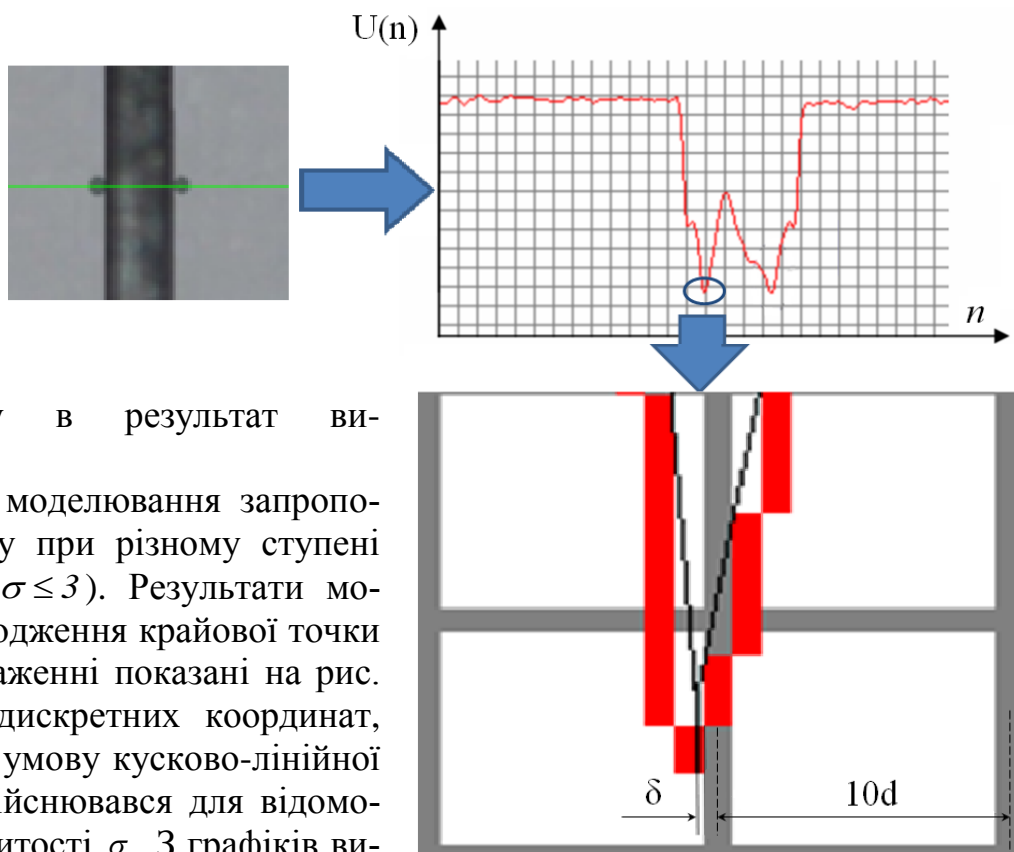 U(n)
n
у в результат ви-
моделювання запропо-
у при різному ступені
σ ≤ 3). Результати мо-
одження крайової точки
аженні показані на рис.
дискретних координат,
умову кусково-лінійної
ійснювався для відомо-
итості σ. З графіків ви-
δ
10d